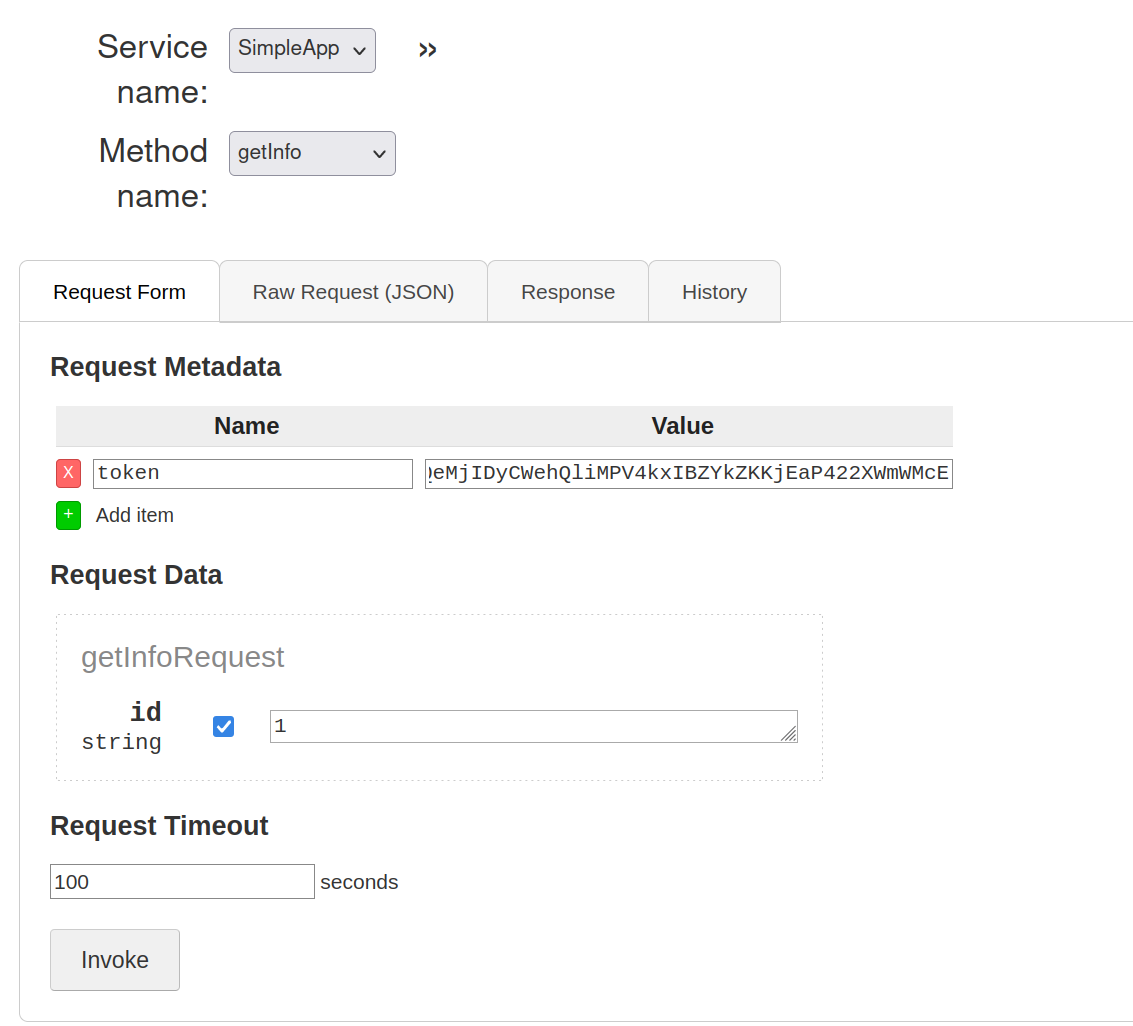 Service name: SimpleApp »
Method name: getInfo
Request Form Raw Request (JSON) Response History
Request Metadata
Name Value
X token eMjIDyCWehQliMPV4kxIBZYkZKKjEaP422XWmWMcE
+ Add item
Request Data
getInfoRequest
id
string
1
Request Timeout
100 seconds
Invoke